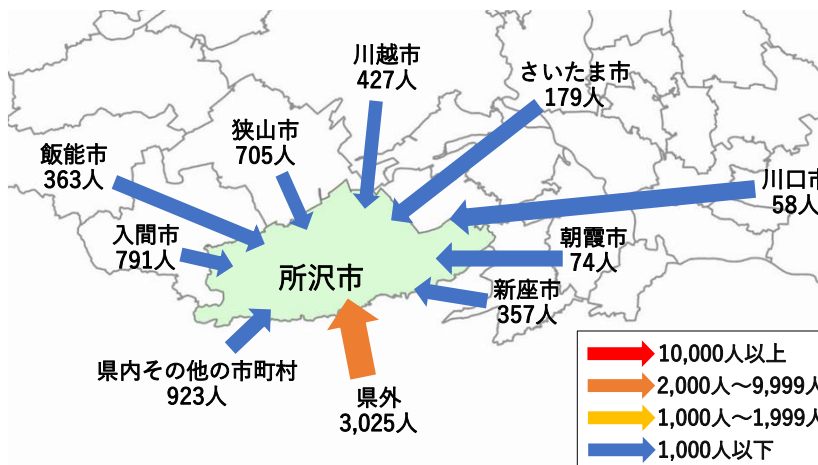 川越市
427人
さいたま市
179人
狭山市
705人
飯能市
363人
川口市
58人
入間市
791人
朝霞市
74人
所沢市
新座市
357人
県内その他の市町村
923人
県外
3,025人
10,000人以上
2,000人～9,999人
1,000人～1,999人
1,000人以下